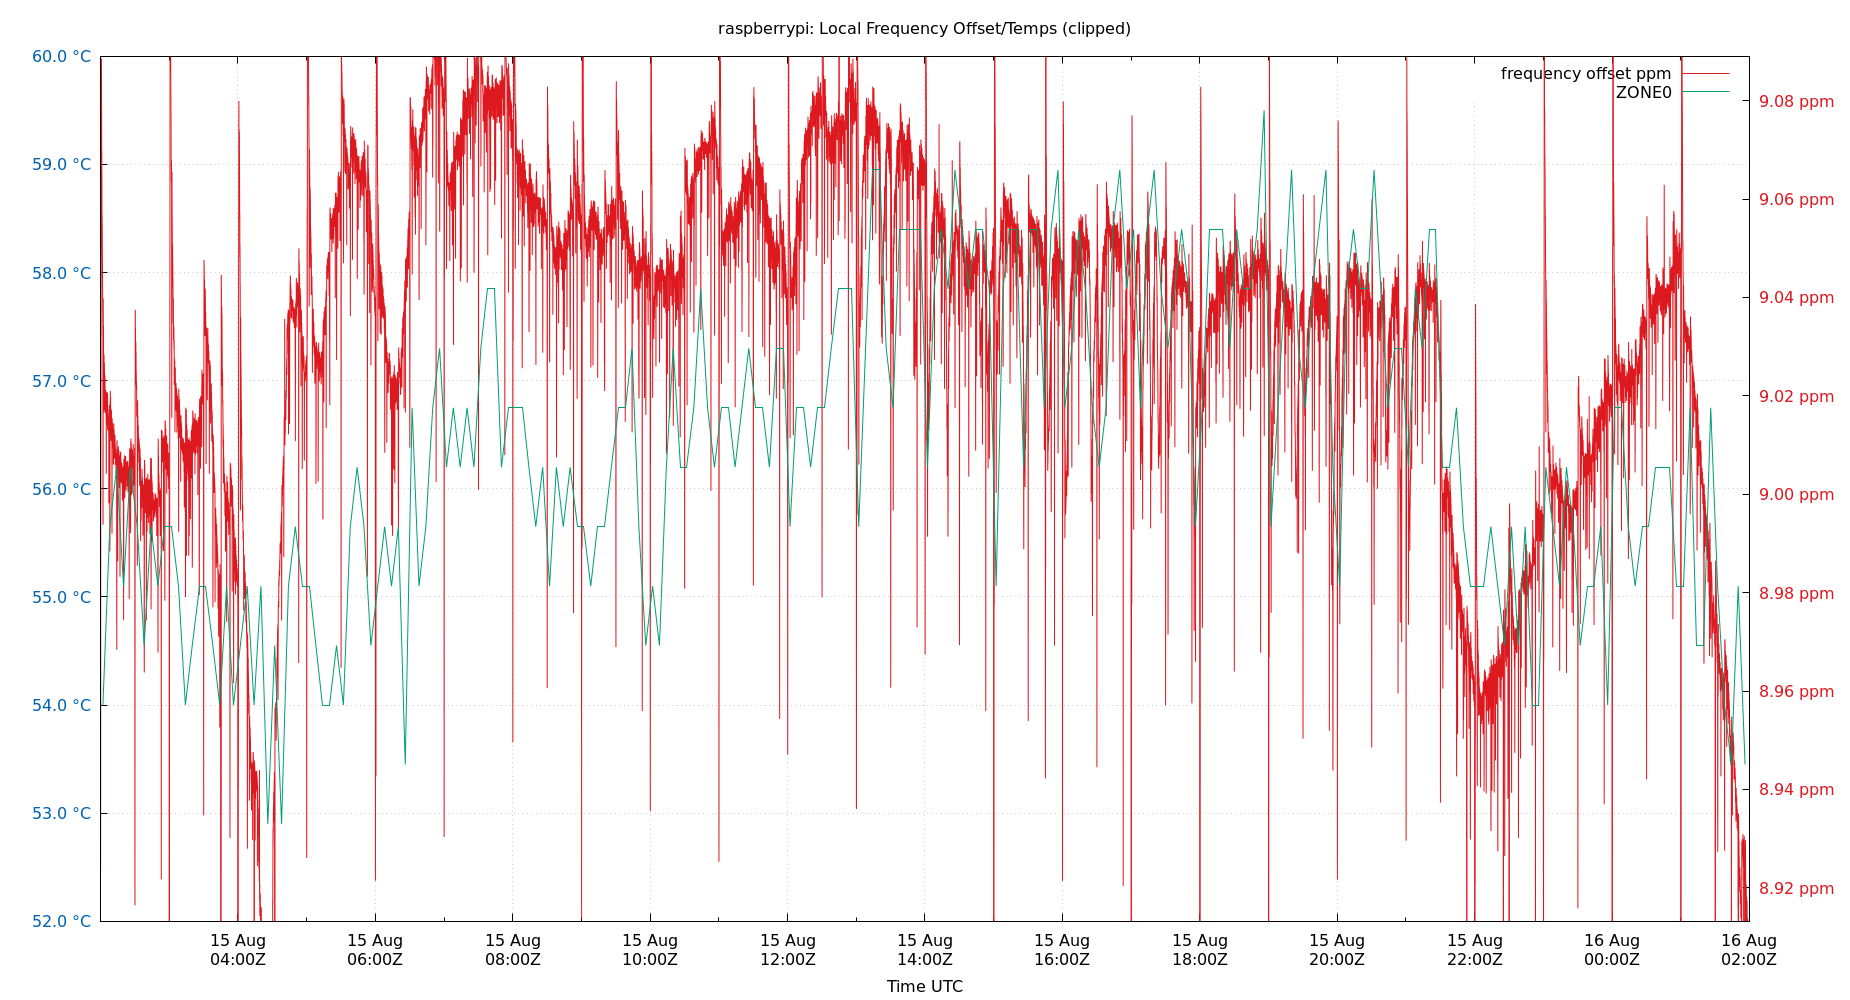 raspberrypi: Local Frequency Offset/Temps (clipped)
60.0 °C
59.0 °C
58.0 °C
57.0 °C
56.0 °C
55.0 °C
54.0 °C
53.0 °C
52.0 °C
frequency offset ppm
ZONE0
9.08 ppm
9.06 ppm
9.04 ppm
9.02 ppm
9.00 ppm
8.98 ppm
8.96 ppm
8.94 ppm
8.92 ppm
15 Aug 15 Aug 15 Aug 15 Aug 15 Aug 15 Aug 15 Aug 15 Aug 15 Aug 15 Aug 16 Aug 16 Aug
04:00Z 06:00Z 08:00Z 10:00Z 12:00Z 14:00Z 16:00Z 18:00Z 20:00Z 22:00Z 00:00Z 02:00Z
Time UTC